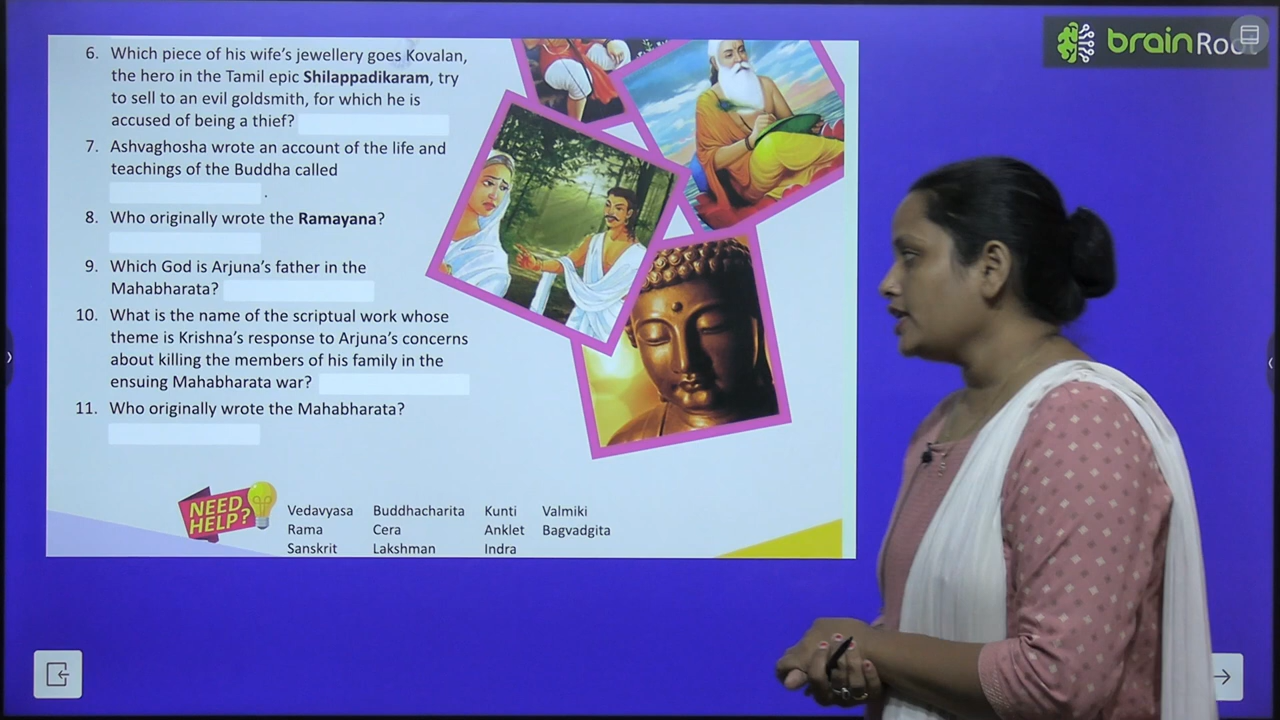 brainRoot
6. Which piece of his wife's jewellery goes Kovalan,
the hero in the Tamil epic Shilappadikaram, try
to sell to an evil goldsmith, for which he is
accused of being a thief?
7. Ashvaghosha wrote an account of the life and
teachings of the Buddha called
.
8. Who originally wrote the Ramayana?
9. Which God is Arjuna's father in the
Mahabharata?
10. What is the name of the scriptual work whose
theme is Krishna's response to Arjuna's concerns
about killing the members of his family in the
ensuing Mahabharata war?
11. Who originally wrote the Mahabharata?
NEED HELP?
Vedavyasa Buddhacharita Kunti Valmiki
Rama Cera Anklet Bagvadgita
Sanskrit Lakshman Indra